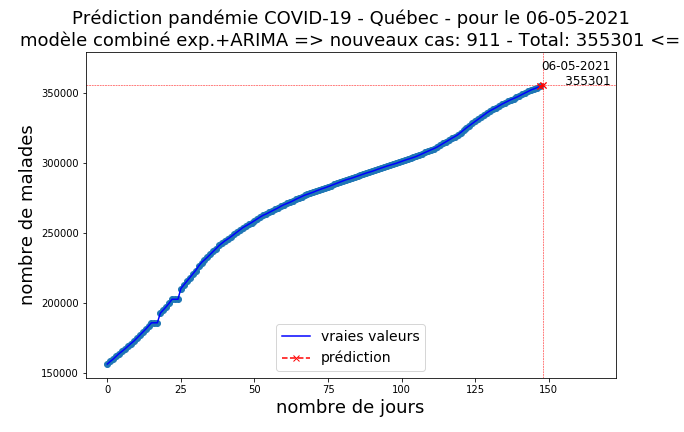 Prédiction pandémie COVID-19 - Québec - pour le 06-05-2021
modèle combiné exp.+ARIMA => nouveaux cas: 911 - Total: 355301 <=
06-05-2021
355301
350000
300000
250000
200000
150000
nombre de malades
vraies valeurs
prédiction
0 25 50 75 100 125 150
nombre de jours